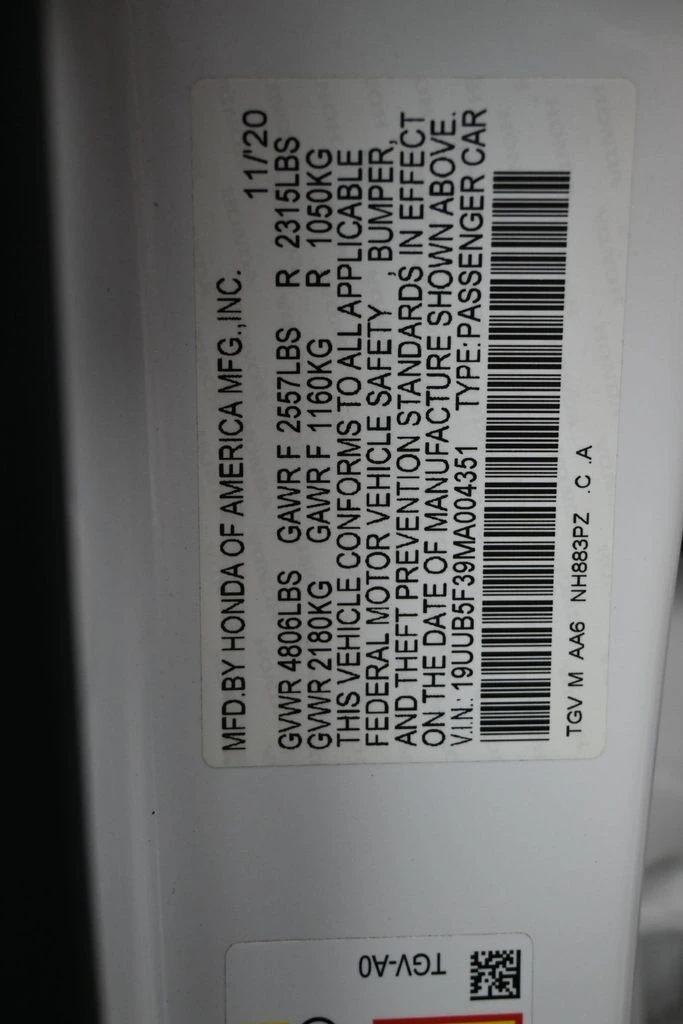 MFD.BY HONDA OF AMERICA MFG.,INC. 11/'20
GVWR 4806LBS GAWR F 2557LBS R 2315LBS
GVWR 2180KG GAWR F 1160KG R 1050KG
THIS VEHICLE CONFORMS TO ALL APPLICABLE
FEDERAL MOTOR VEHICLE SAFETY , BUMPER,
AND THEFT PREVENTION STANDARDS IN EFFECT
ON THE DATE OF MANUFACTURE SHOWN ABOVE.
V.I.N.: 19UUB5F39MA004351 TYPE:PASSENGER CAR
TGV M AA6 NH883PZ .C .A
TGV-A0